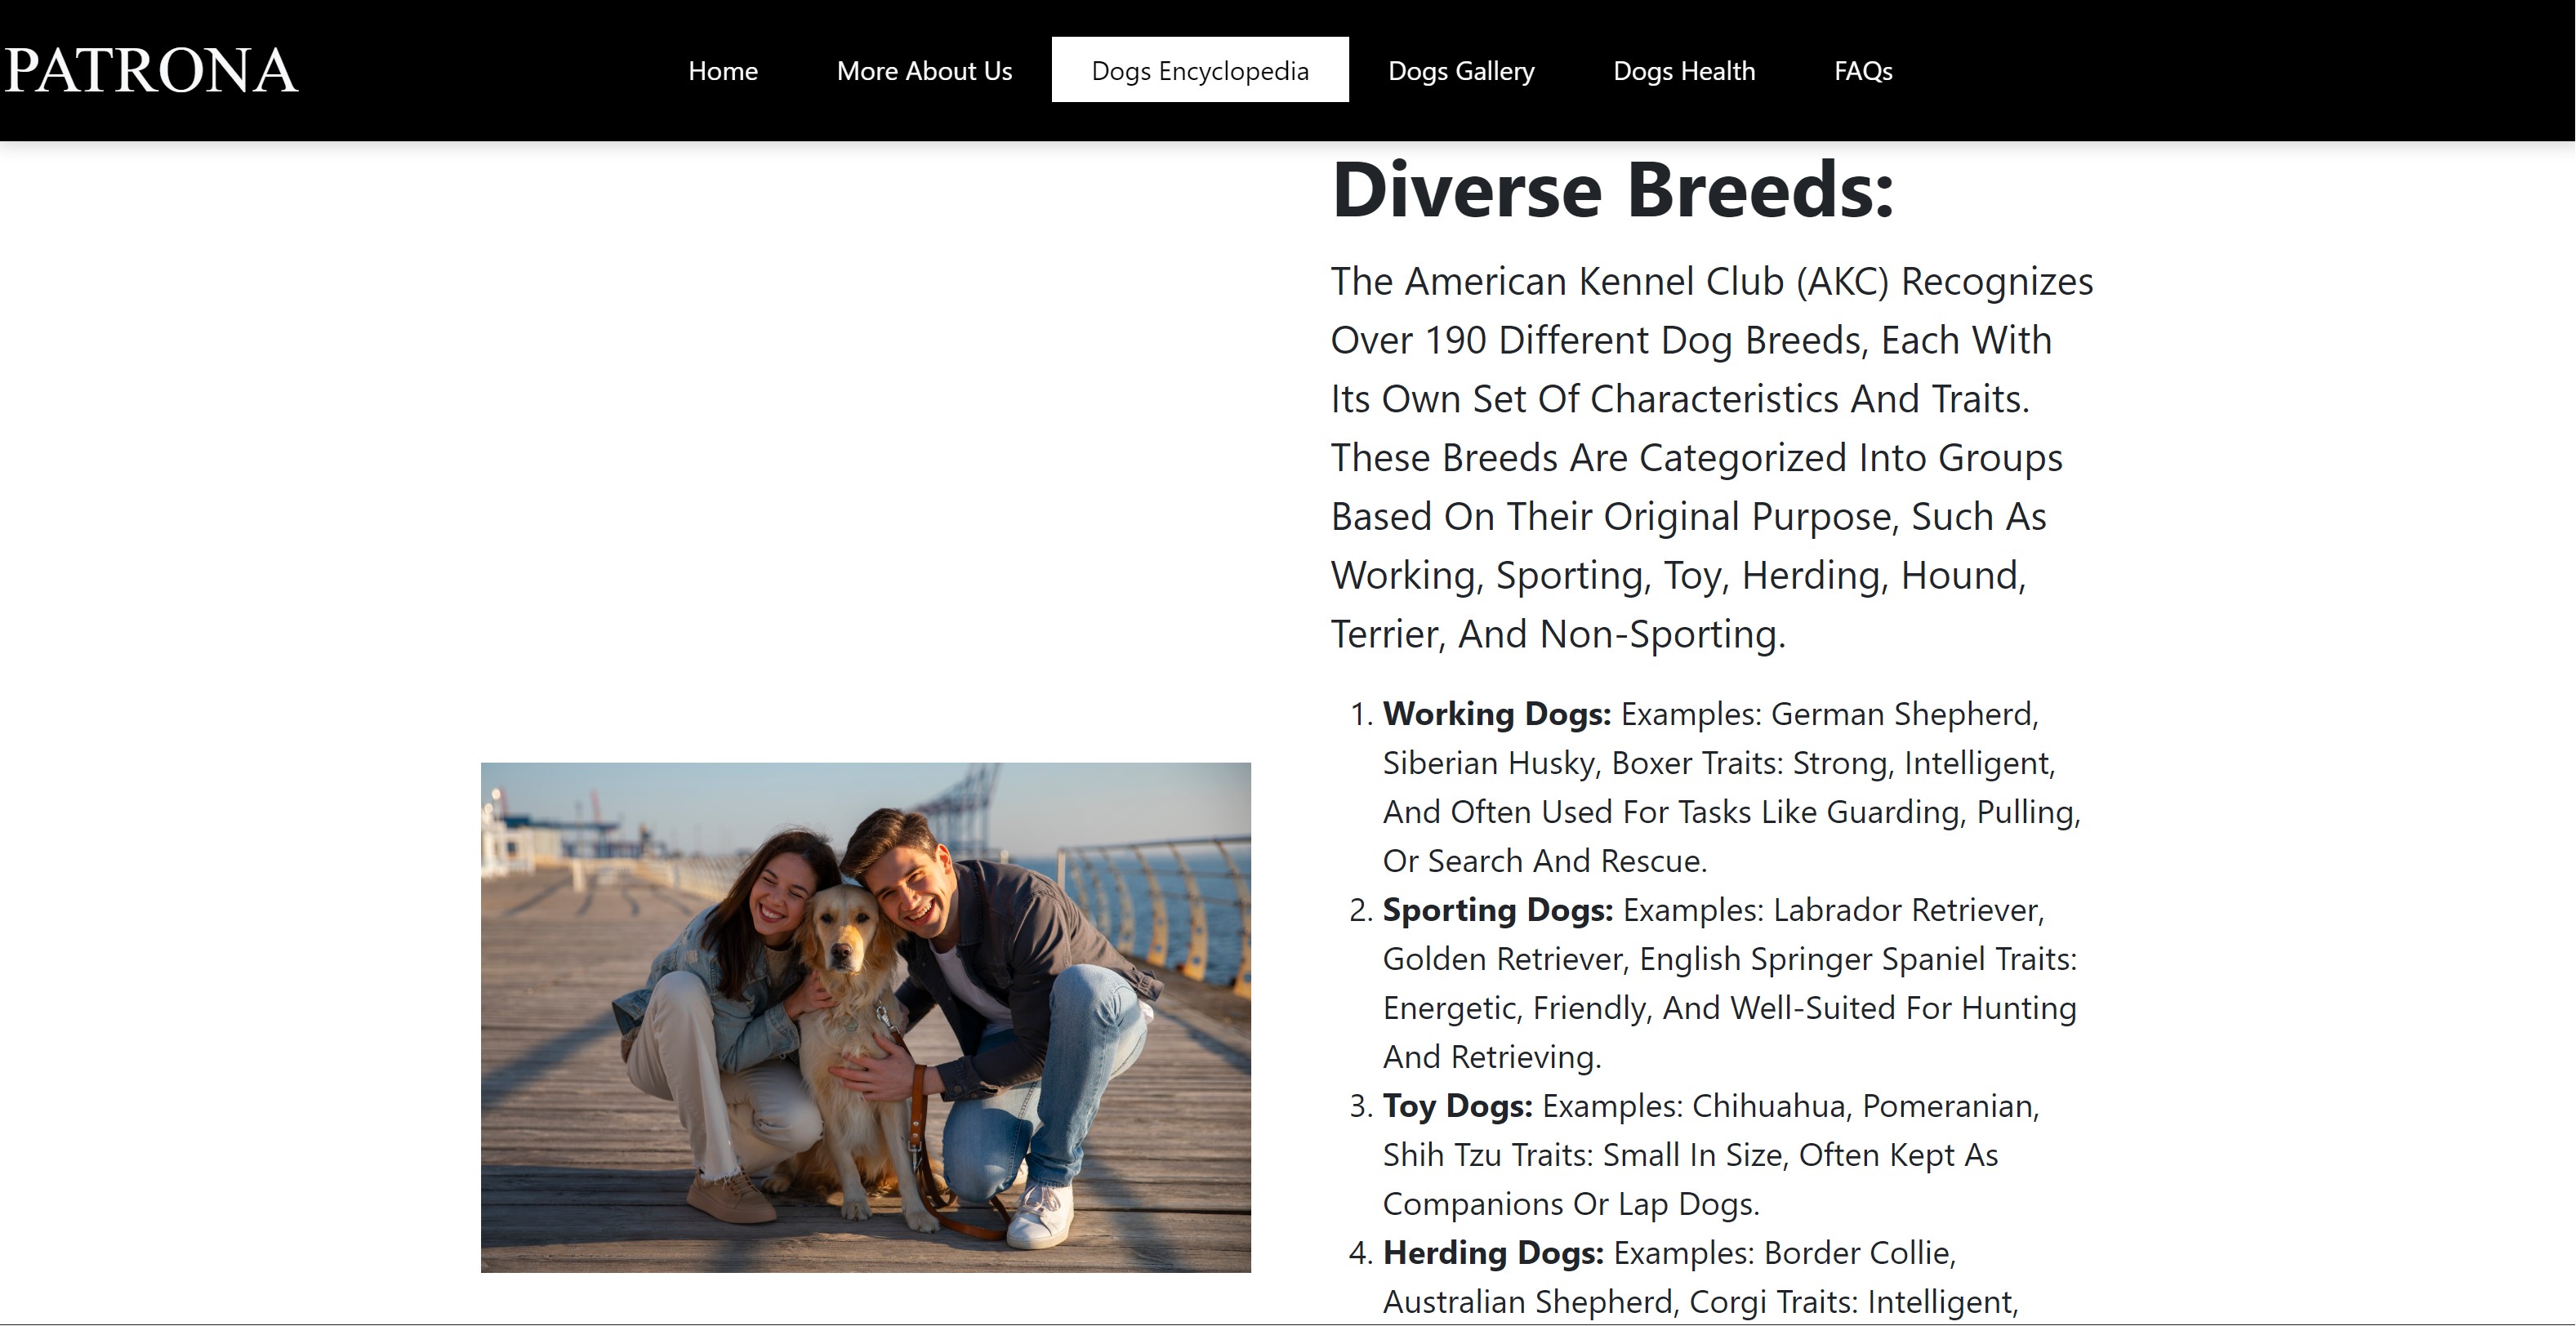 PATRONA
Home
More About Us
Dogs Encyclopedia
Dogs Gallery
Dogs Health
FAQs
Diverse Breeds:
The American Kennel Club (AKC) Recognizes
Over 190 Different Dog Breeds, Each With
Its Own Set Of Characteristics And Traits.
These Breeds Are Categorized Into Groups
Based On Their Original Purpose, Such As
Working, Sporting, Toy, Herding, Hound,
Terrier, And Non-Sporting.
1. Working Dogs: Examples: German Shepherd,
Siberian Husky, Boxer Traits: Strong, Intelligent,
And Often Used For Tasks Like Guarding, Pulling,
Or Search And Rescue.
2. Sporting Dogs: Examples: Labrador Retriever,
Golden Retriever, English Springer Spaniel Traits:
Energetic, Friendly, And Well-Suited For Hunting
And Retrieving.
3. Toy Dogs: Examples: Chihuahua, Pomeranian,
Shih Tzu Traits: Small In Size, Often Kept As
Companions Or Lap Dogs.
4. Herding Dogs: Examples: Border Collie,
Australian Shepherd, Corgi Traits: Intelligent,